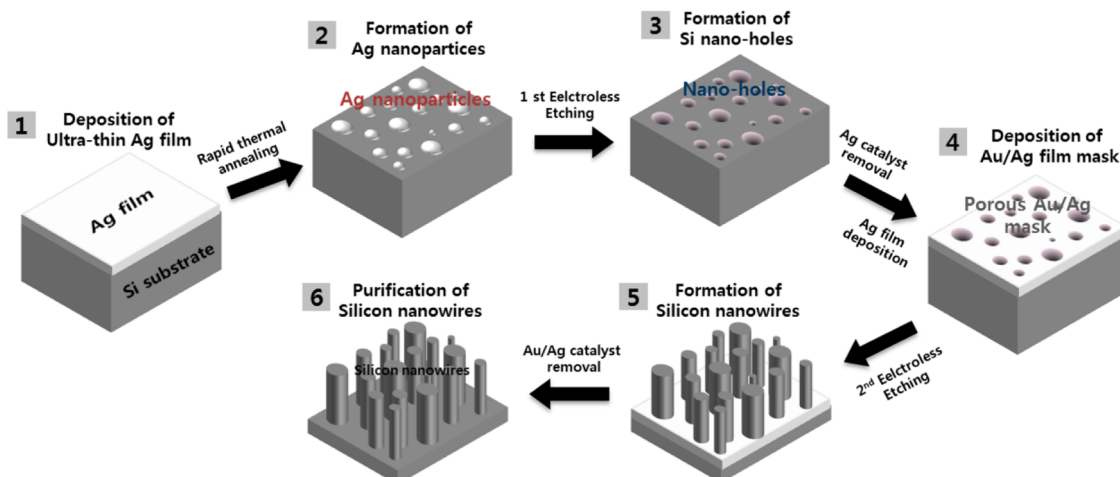 1
Deposition of
Ultra-thin Ag film
Ag film
Si substrate
Rapid thermal
annealing
2
Formation of
Ag nanopartices
Ag nanoparticles
1 st Eelctroless
Etching
3
Formation of
Si nano-holes
Nano-holes
Ag catalyst
removal
Ag film
deposition
4
Deposition of
Au/Ag film mask
Porous Au/Ag
mask
2nd Eelctroless
Etching
5
Formation of
Silicon nanowires
Au/Ag catalyst
removal
6
Purification of
Silicon nanowires
Silicon nanowires